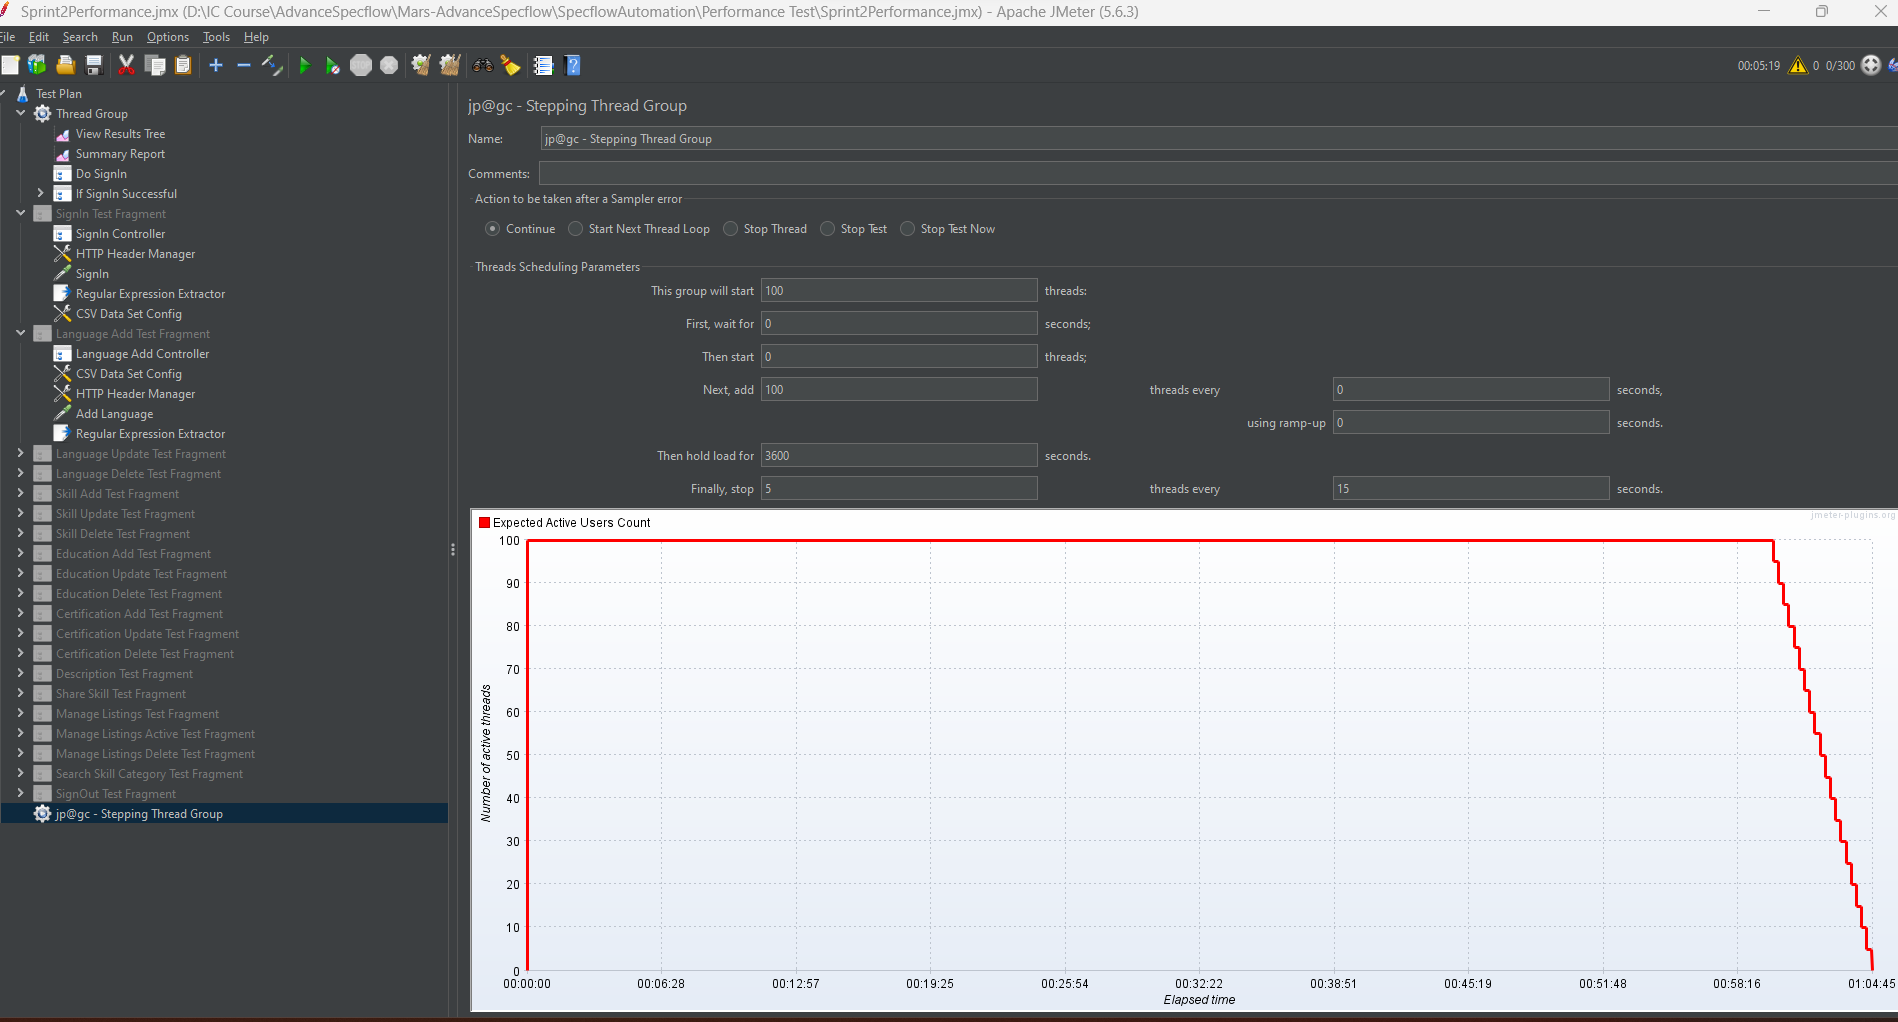 Sprint2Performance.jmx (D:\IC Course\AdvanceSpecflow\Mars-AdvanceSpecflow\SpecflowAutomation\Performance Test\Sprint2Performance.jmx) - Apache JMeter (5.6.3)
File Edit Search Run Options Tools Help
00:05:19 0 0/300
Test Plan
Thread Group
View Results Tree
Summary Report
Do SignIn
If SignIn Successful
SignIn Test Fragment
SignIn Controller
HTTP Header Manager
SignIn
Regular Expression Extractor
CSV Data Set Config
Language Add Test Fragment
Language Add Controller
CSV Data Set Config
HTTP Header Manager
Add Language
Regular Expression Extractor
Language Update Test Fragment
Language Delete Test Fragment
Skill Add Test Fragment
Skill Update Test Fragment
Skill Delete Test Fragment
Education Add Test Fragment
Education Update Test Fragment
Education Delete Test Fragment
Certification Add Test Fragment
Certification Update Test Fragment
Certification Delete Test Fragment
Description Test Fragment
Share Skill Test Fragment
Manage Listings Test Fragment
Manage Listings Active Test Fragment
Manage Listings Delete Test Fragment
Search Skill Category Test Fragment
SignOut Test Fragment
jp@gc - Stepping Thread Group
jp@gc - Stepping Thread Group
Name: jp@gc - Stepping Thread Group
Comments:
Action to be taken after a Sampler error
Continue Start Next Thread Loop Stop Thread Stop Test Stop Test Now
Threads Scheduling Parameters
This group will start 100 threads:
First, wait for 0 seconds;
Then start 0 threads;
Next, add 100 threads every 0 seconds,
using ramp-up 0 seconds.
Then hold load for 3600 seconds.
Finally, stop 5 threads every 15 seconds.
Expected Active Users Count
jmeter-plugins.org
Number of active threads
100
90
80
70
60
50
40
30
20
10
0
00:00:00 00:06:28 00:12:57 00:19:25 00:25:54 00:32:22 00:38:51 00:45:19 00:51:48 00:58:16 01:04:45
Elapsed time